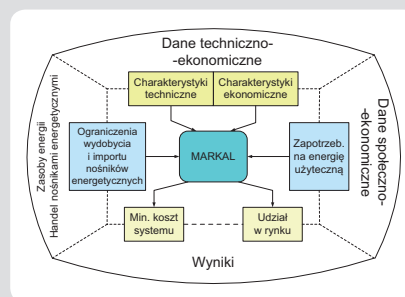 Dane techniczno-
-ekonomiczne
Charakterystyki
techniczne
Charakterystyki
ekonomiczne
Zasoby energii
Handel nośnikami energetycznymi
Ograniczenia
wydobycia
i importu
nośników
energetycznych
MARKAL
Zapotrzeb.
na energię
użyteczną
Dane społeczno-
-ekonomiczne
Min. koszt
systemu
Udział
w rynku
Wyniki